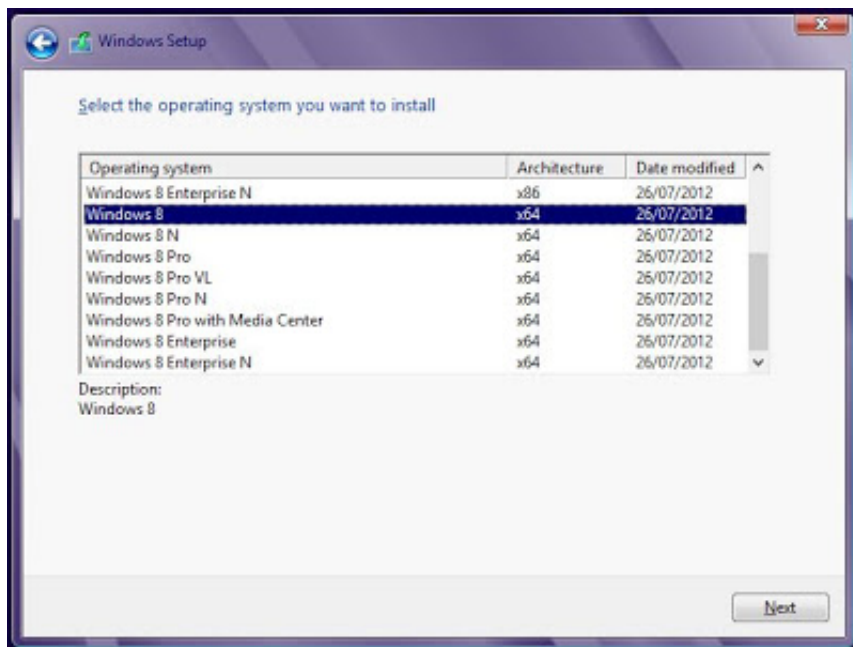 Windows Setup
Select the operating system you want to install
Operating system Architecture Date modified
Windows 8 Enterprise N x86 26/07/2012
Windows 8 x64 26/07/2012
Windows 8 N x64 26/07/2012
Windows 8 Pro x64 26/07/2012
Windows 8 Pro VL x64 26/07/2012
Windows 8 Pro N x64 26/07/2012
Windows 8 Pro with Media Center x64 26/07/2012
Windows 8 Enterprise x64 26/07/2012
Windows 8 Enterprise N x64 26/07/2012
Description:
Windows 8
Next